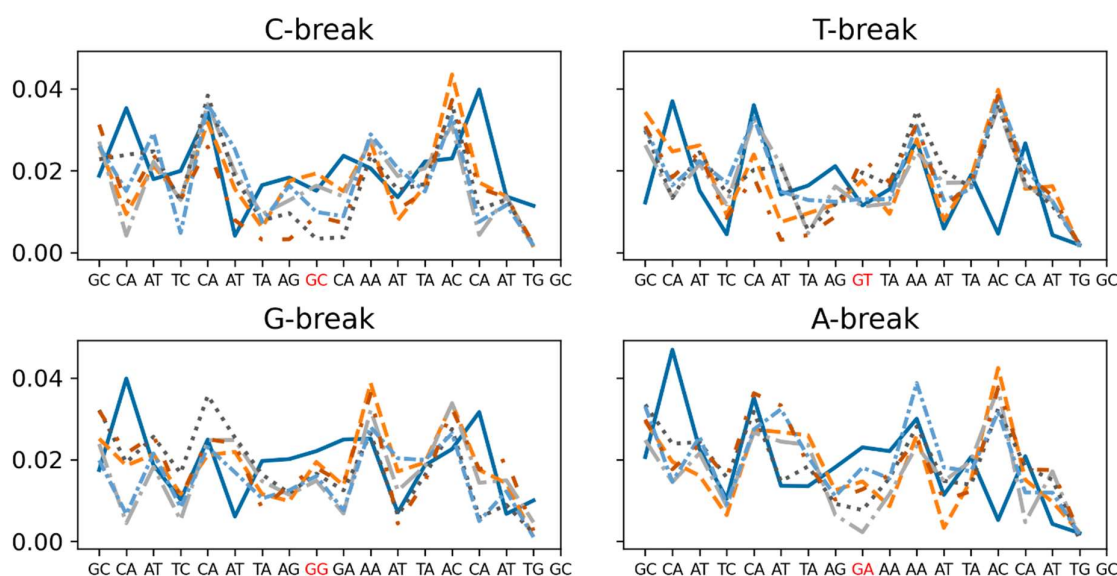 C-break
T-break
0.04
0.02
0.00
GC CA AT TC CA AT TA AG GC CA AA AT TA AC CA AT TG GC
GC CA AT TC CA AT TA AG GT TA AA AT TA AC CA AT TG GC
G-break
A-break
0.04
0.02
0.00
GC CA AT TC CA AT TA AG GG GA AA AT TA AC CA AT TG GC
GC CA AT TC CA AT TA AG GA AA AA AT TA AC CA AT TG GC